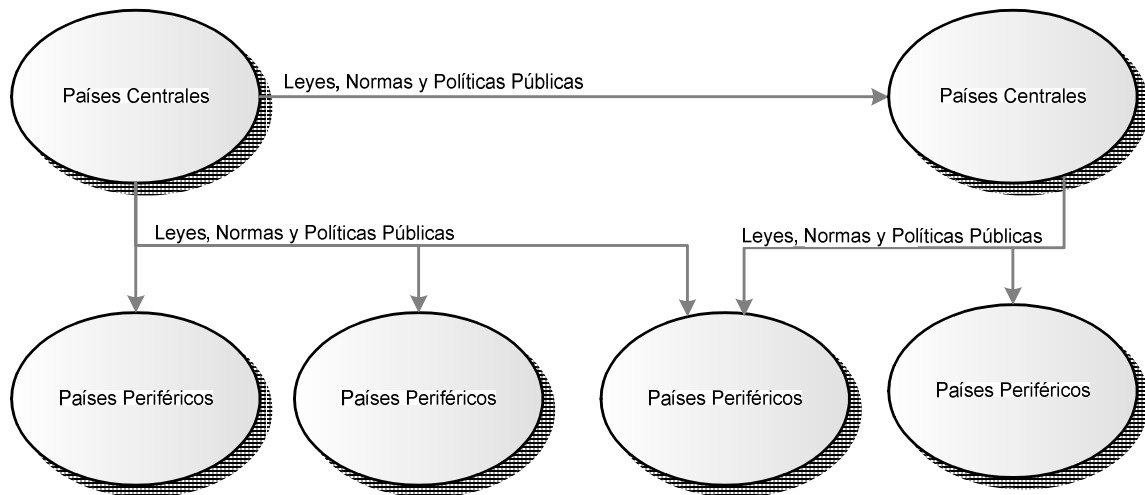 Países Centrales
Leyes, Normas y Políticas Públicas
Países Centrales
Leyes, Normas y Políticas Públicas
Leyes, Normas y Políticas Públicas
Países Periféricos
Países Periféricos
Países Periféricos
Países Periféricos